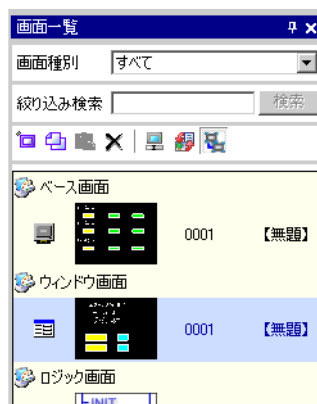 画面一覧
画面種別 すべて
絞り込み検索 検索
ベース画面
0001 【無題】
ウィンドウ画面
0001 【無題】
ロジック画面
INIT